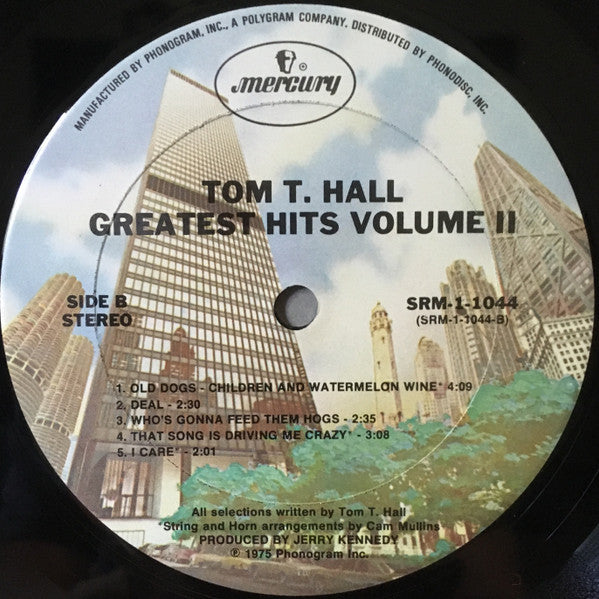 MANUFACTURED BY PHONOGRAM, INC., A POLYGRAM COMPANY. DISTRIBUTED BY PHONODISC, INC.
mercury
TOM T. HALL
GREATEST HITS VOLUME II
SIDE B
STEREO
SRM-1-1044
(SRM-1-1044-B)
1. OLD DOGS - CHILDREN AND WATERMELON WINE* 4:09
2. DEAL - 2:30
3. WHO'S GONNA FEED THEM HOGS - 2:35
4. THAT SONG IS DRIVING ME CRAZY* - 3:08
5. I CARE* - 2:01
All selections written by Tom T. Hall
*String and Horn arrangements by Cam Mullins
PRODUCED BY JERRY KENNEDY
℗ 1975 Phonogram Inc.